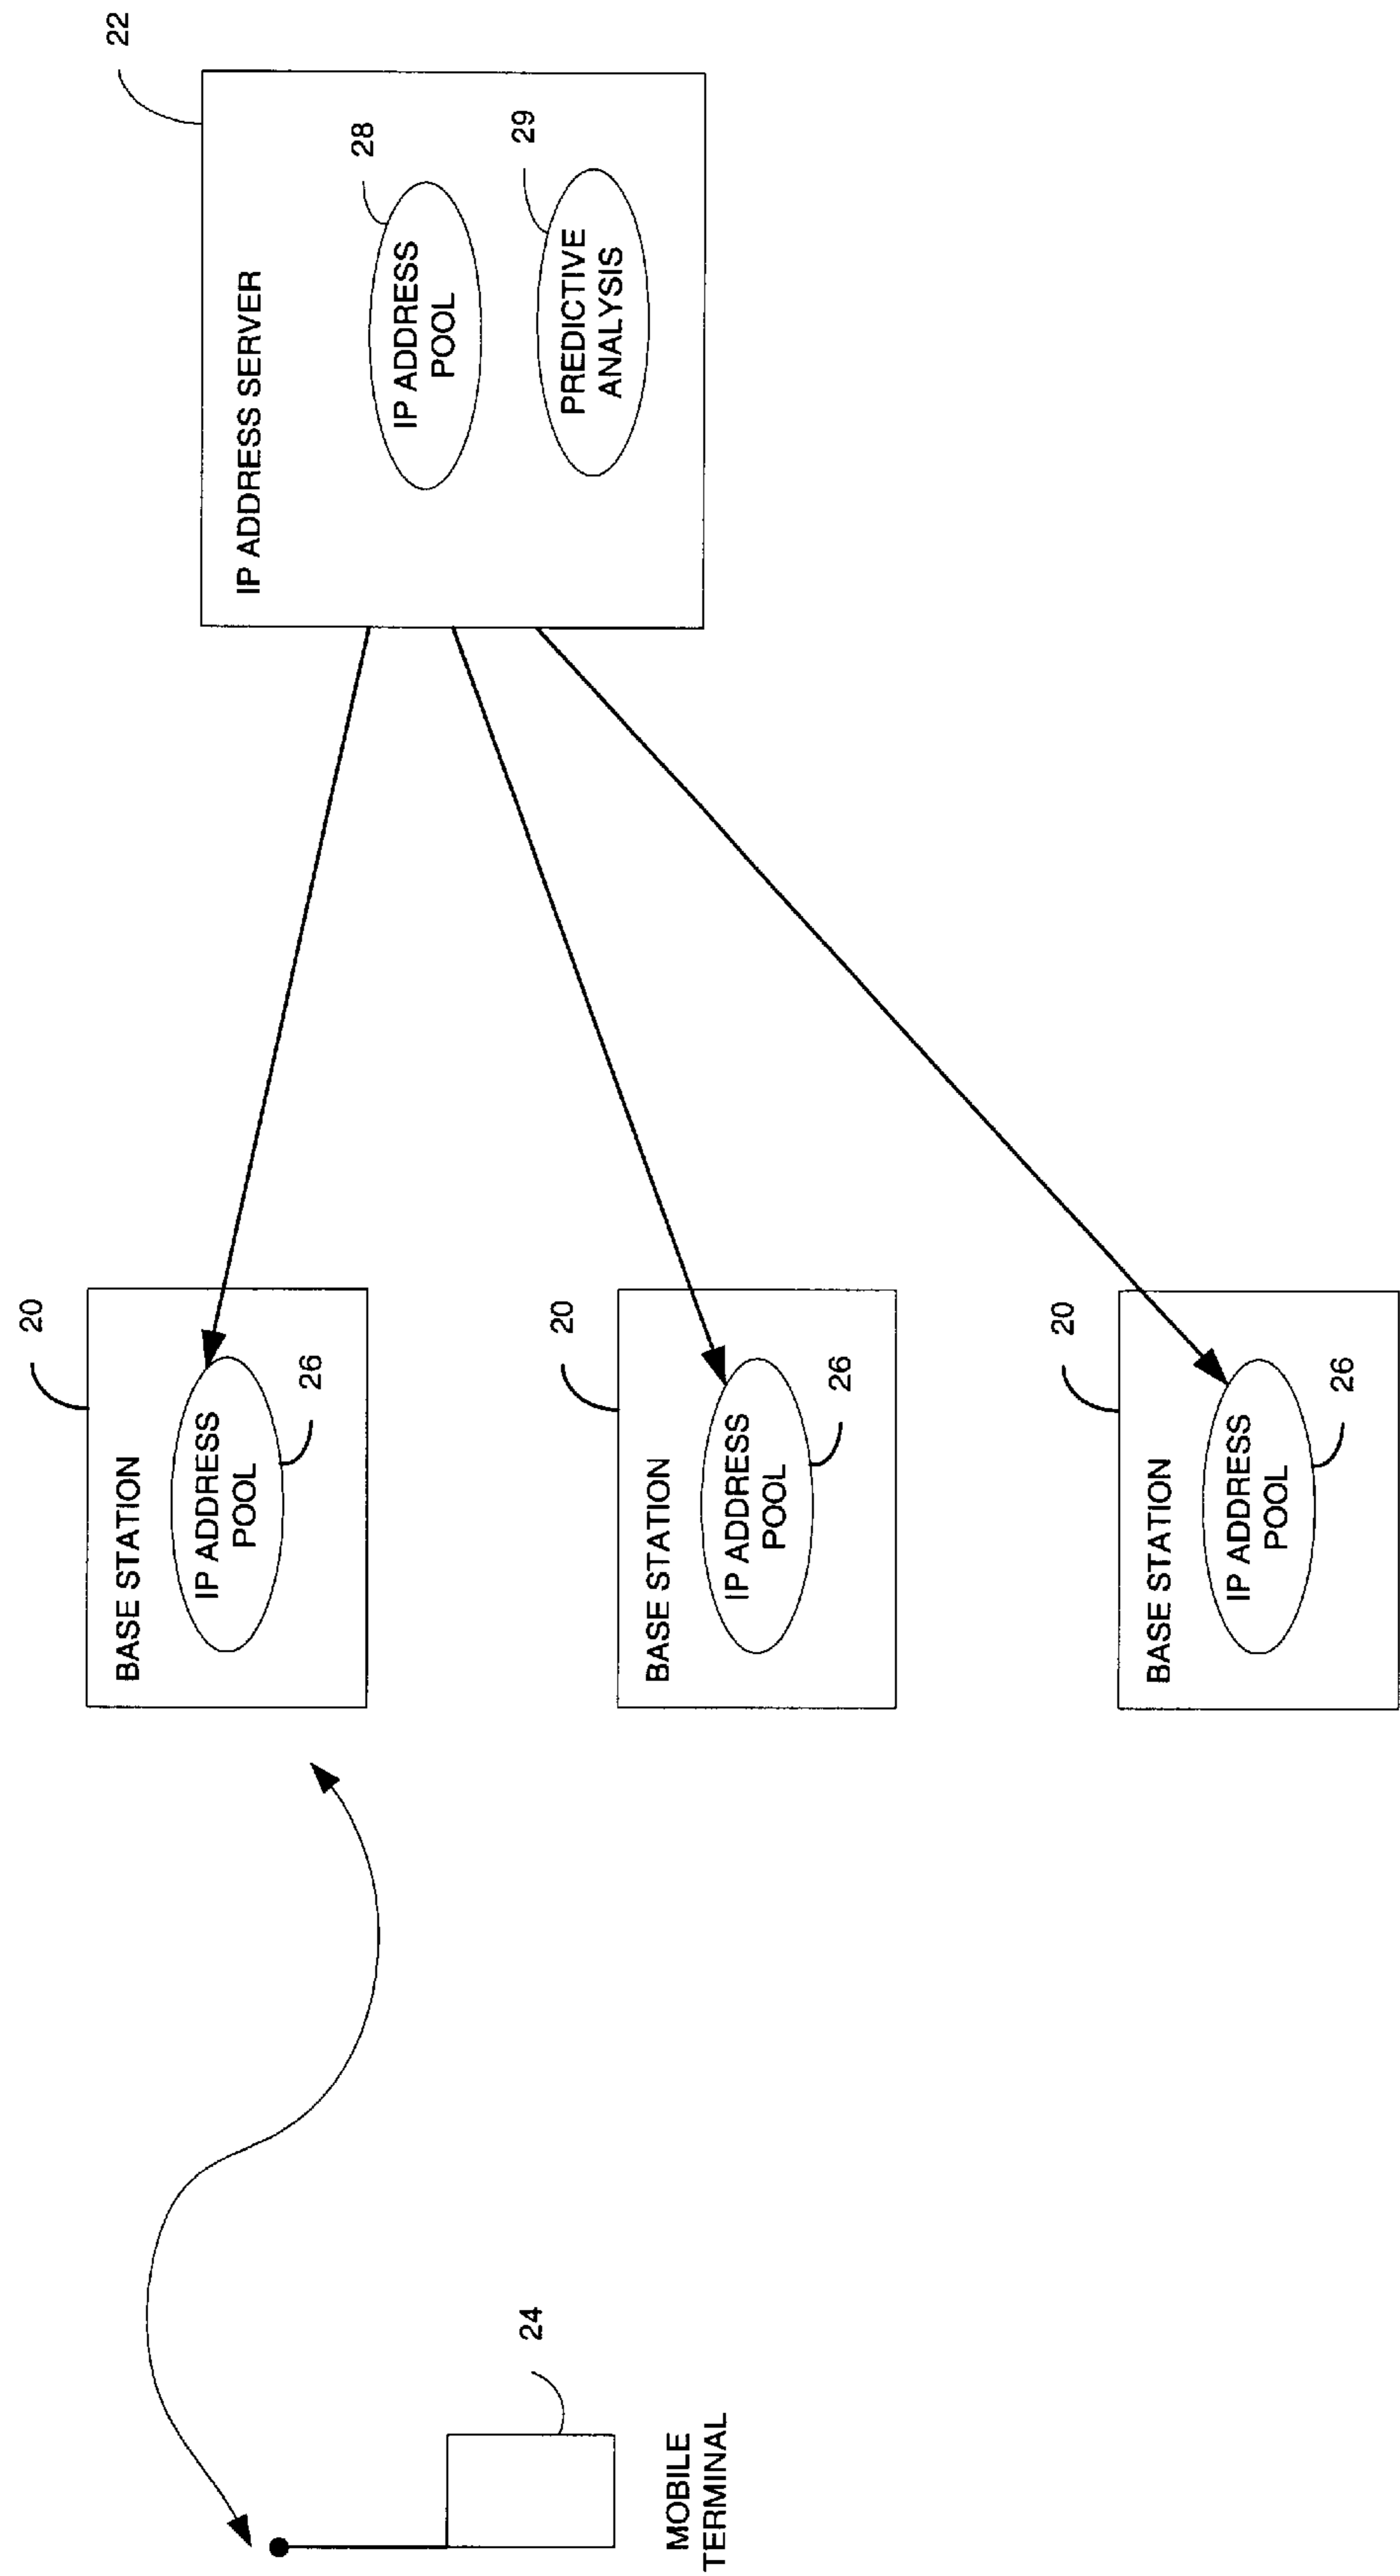 22
IP ADDRESS SERVER
28
IP ADDRESS
POOL
29
PREDICTIVE
ANALYSIS
20
BASE STATION
IP ADDRESS
POOL
26
20
BASE STATION
IP ADDRESS
POOL
26
20
BASE STATION
IP ADDRESS
POOL
26
24
MOBILE
TERMINAL